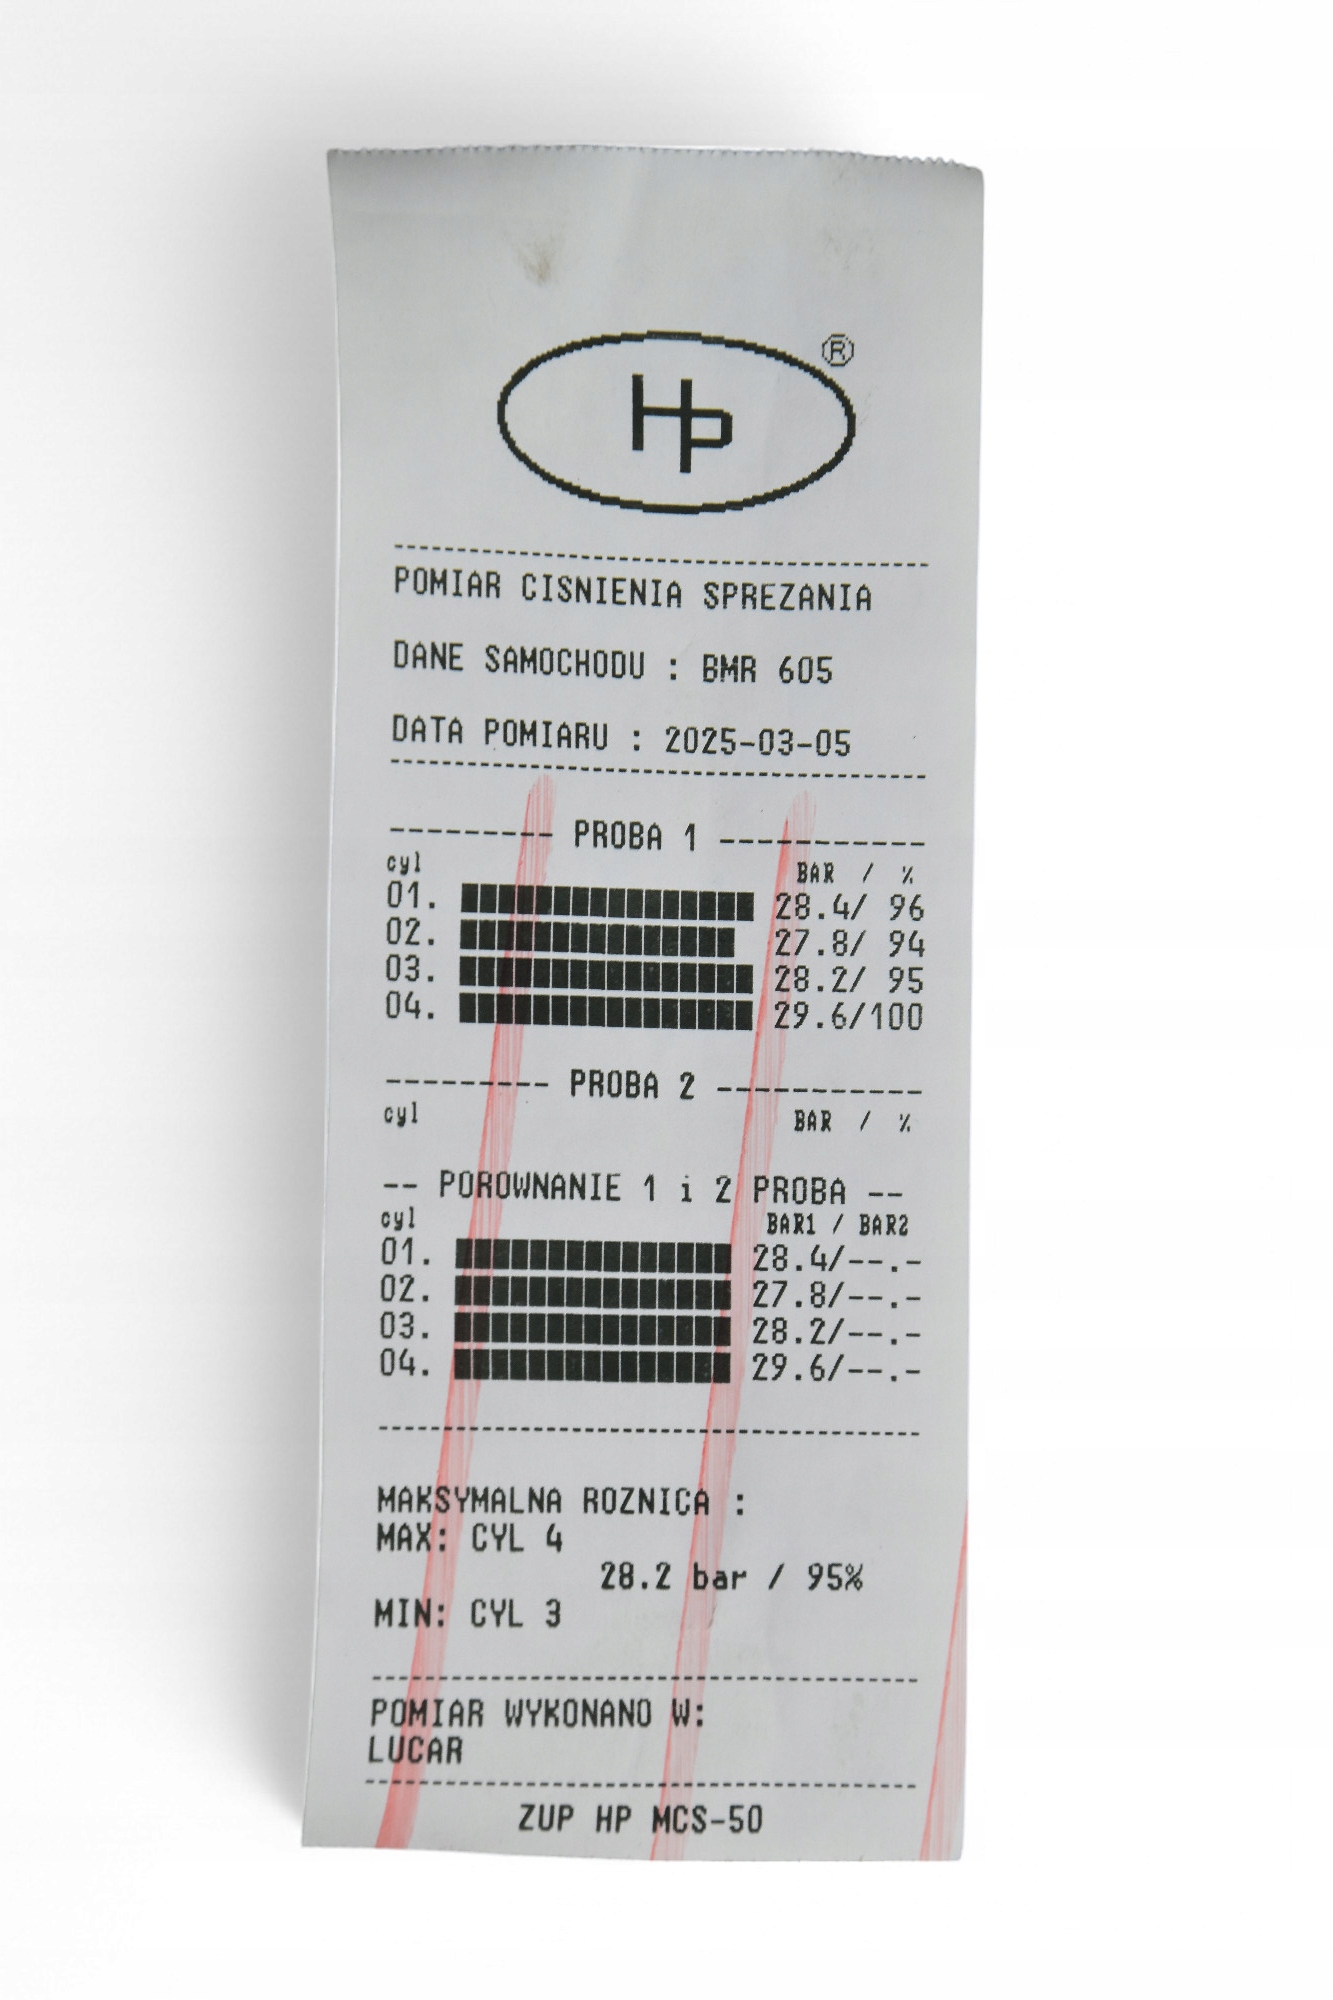 HP ®
POMIAR CISNIENIA SPREZANIA
DANE SAMOCHODU : BMR 605
DATA POMIARU : 2025-03-05
--------- PROBA 1 -----------
cyl BAR / %
01. 28.4/ 96
02. 27.8/ 94
03. 28.2/ 95
04. 29.6/100
--------- PROBA 2 -----------
cyl BAR / %
-- POROWNANIE 1 i 2 PROBA --
cyl BAR1 / BAR2
01. 28.4/--.-
02. 27.8/--.-
03. 28.2/--.-
04. 29.6/--.-
MAKSYMALNA ROZNICA :
MAX: CYL 4
28.2 bar / 95%
MIN: CYL 3
POMIAR WYKONANO W:
LUCAR
ZUP HP MCS-50